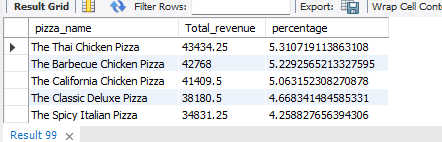 Result Grid Filter Rows: Export: Wrap Cell Cont
pizza_name Total_revenue percentage
The Thai Chicken Pizza 43434.25 5.310719113863108
The Barbecue Chicken Pizza 42768 5.2292565213327595
The California Chicken Pizza 41409.5 5.063152308270878
The Classic Deluxe Pizza 38180.5 4.668341484585331
The Spicy Italian Pizza 34831.25 4.258827656394306
Result 99